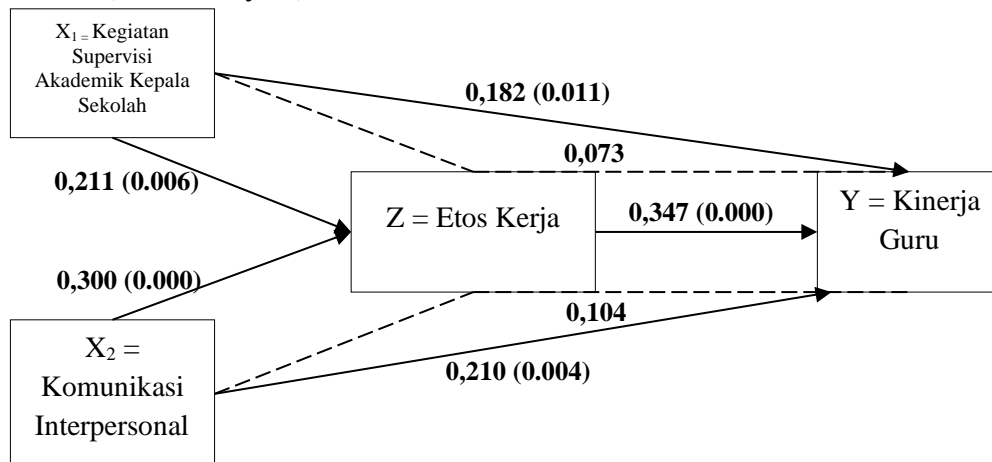 X1 = Kegiatan
Supervisi
Akademik Kepala
Sekolah
0,182 (0.011)
0,073
0,211 (0.006)
Z = Etos Kerja
0,347 (0.000)
Y = Kinerja
Guru
0,300 (0.000)
0,104
0,210 (0.004)
X2 =
Komunikasi
Interpersonal